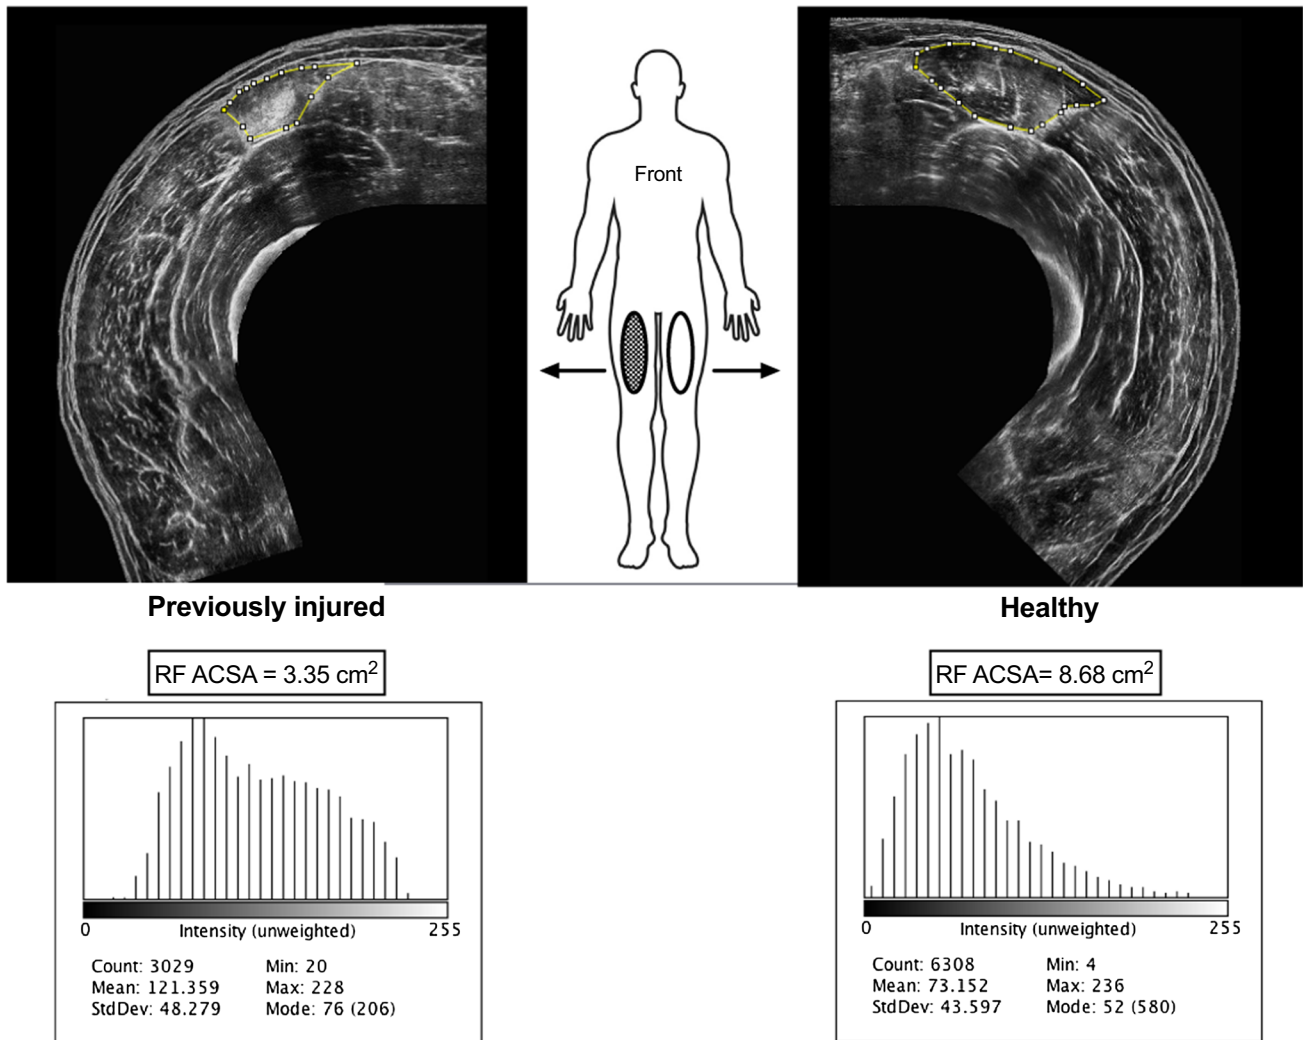 Front
Previously injured
Healthy
RF ACSA = 3.35 cm²
RF ACSA= 8.68 cm²
0
Intensity (unweighted)
255
Count: 3029 Min: 20
Mean: 121.359 Max: 228
StdDev: 48.279 Mode: 76 (206)
0
Intensity (unweighted)
255
Count: 6308 Min: 4
Mean: 73.152 Max: 236
StdDev: 43.597 Mode: 52 (580)